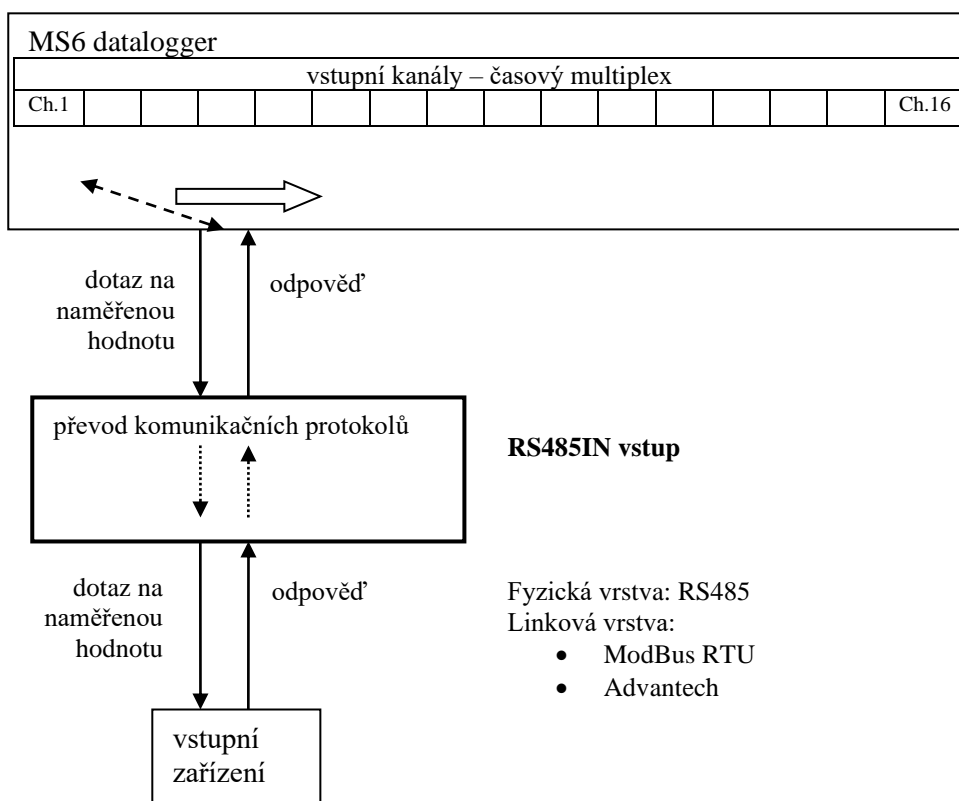 MS6 datalogger
vstupní kanály – časový multiplex
Ch.1
Ch.16
dotaz na
naměřenou
hodnotu
odpověď
převod komunikačních protokolů
RS485IN vstup
dotaz na
naměřenou
hodnotu
odpověď
Fyzická vrstva: RS485
Linková vrstva:
• ModBus RTU
• Advantech
vstupní
zařízení